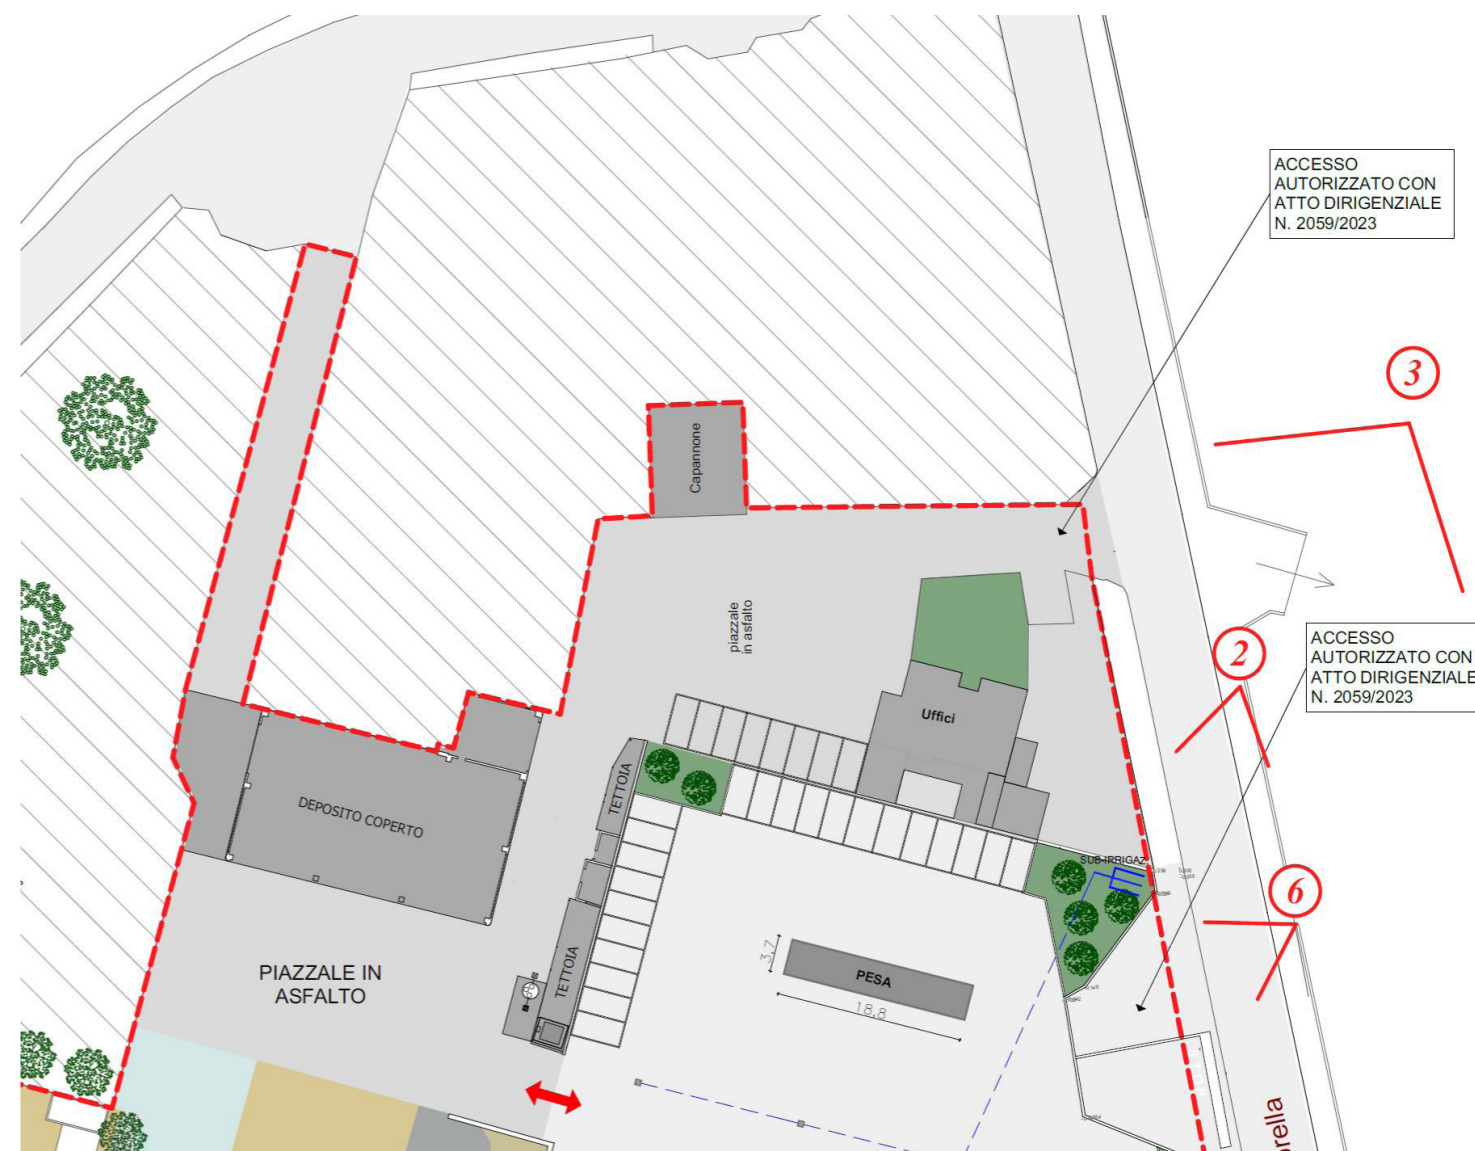 ACCESSO
AUTORIZZATO CON
ATTO DIRIGENZIALE
N. 2059/2023
3
Capannone
piazzale
in asfalto
2
ACCESSO
AUTORIZZATO CON
ATTO DIRIGENZIALE
N. 2059/2023
Uffici
TETTOIA
DEPOSITO COPERTO
SUB-IRRIGAZ
6
3,7
PESA
18,8
TETTOIA
PIAZZALE IN
ASFALTO
rella